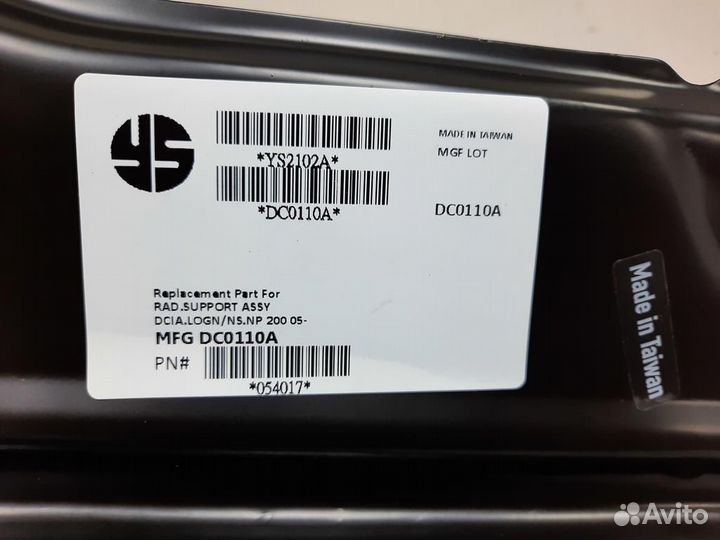 YS
*YS2102A*
*DC0110A*
MADE IN TAIWAN
MGF LOT
DC0110A
Replacement Part For
RAD.SUPPORT ASSY
DCIA.LOGN/NS.NP 200 05-
MFG DC0110A
PN#
*054017*
Made in Taiwan
Avito